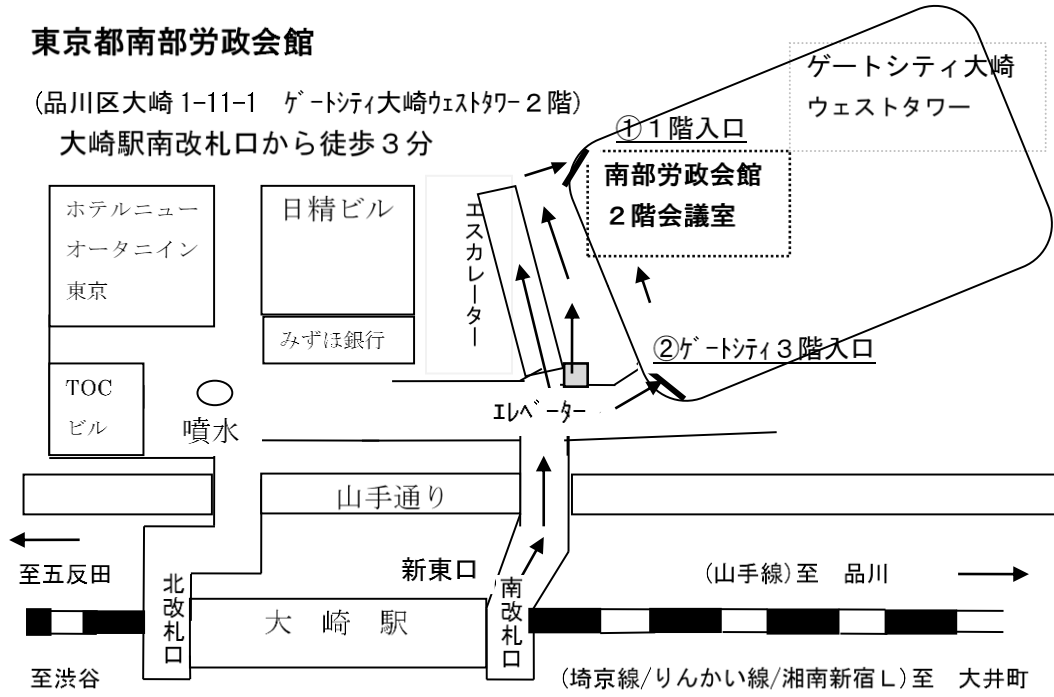 東京都南部労政会館
(品川区大崎1-11-1　ｹﾞｰﾄｼﾃｨ大崎ｳｪｽﾄﾀﾜｰ２階)
大崎駅南改札口から徒歩３分
ゲートシティ大崎
ウェストタワー
①１階入口
南部労政会館
２階会議室
ホテルニュー
オータニイン
東京
日精ビル
エスカレーター
みずほ銀行
②ｹﾞｰﾄｼﾃｨ３階入口
TOC
ビル
噴水
ｴﾚﾍﾞｰﾀｰ
山手通り
至五反田
新東口
(山手線)至　品川
北改札口
大　崎　駅
南改札口
至渋谷
(埼京線/りんかい線/湘南新宿Ｌ)至　大井町